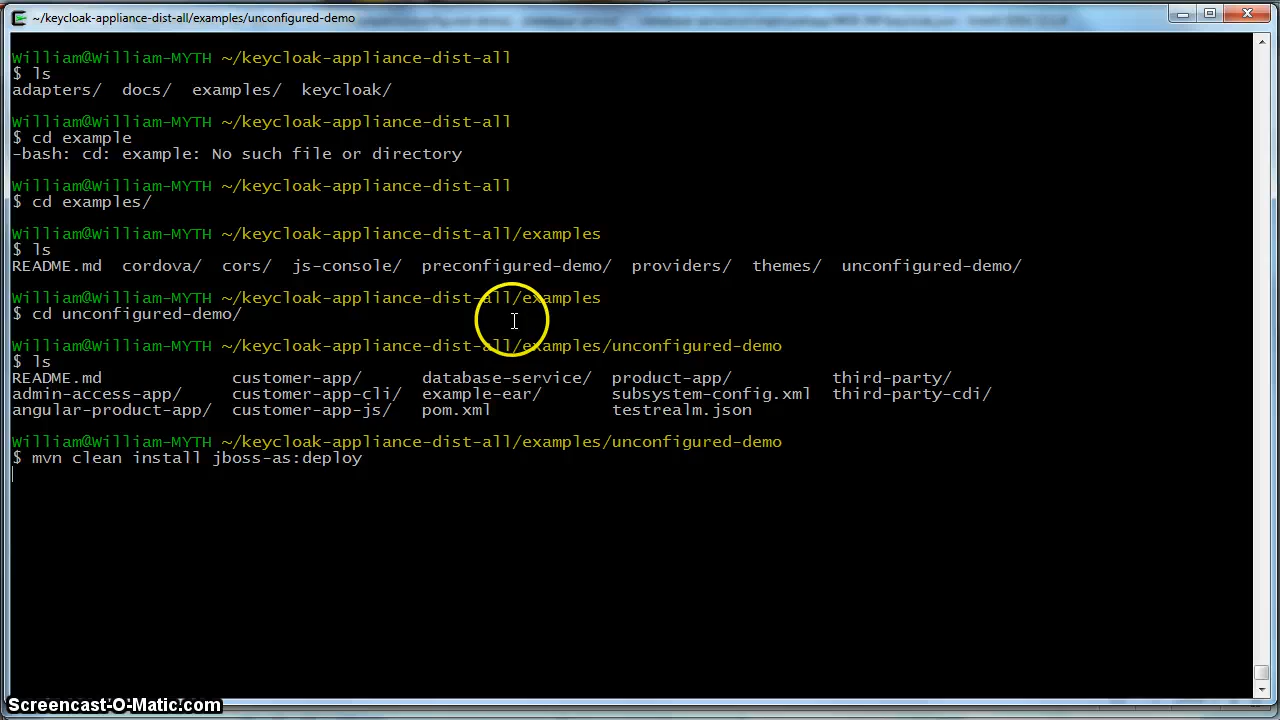 ~/keycloak-appliance-dist-all/examples/unconfigured-demo
William@William-MYTH ~/keycloak-appliance-dist-all
$ ls
adapters/  docs/  examples/  keycloak/
William@William-MYTH ~/keycloak-appliance-dist-all
$ cd example
-bash: cd: example: No such file or directory
William@William-MYTH ~/keycloak-appliance-dist-all
$ cd examples/
William@William-MYTH ~/keycloak-appliance-dist-all/examples
$ ls
README.md  cordova/  cors/  js-console/  preconfigured-demo/  providers/  themes/  unconfigured-demo/
William@William-MYTH ~/keycloak-appliance-dist-all/examples
$ cd unconfigured-demo/
William@William-MYTH ~/keycloak-appliance-dist-all/examples/unconfigured-demo
$ ls
README.md             customer-app/      database-service/  product-app/          third-party/
admin-access-app/     customer-app-cli/  example-ear/       subsystem-config.xml  third-party-cdi/
angular-product-app/  customer-app-js/   pom.xml            testrealm.json
William@William-MYTH ~/keycloak-appliance-dist-all/examples/unconfigured-demo
$ mvn clean install jboss-as:deploy
Screencast-O-Matic.com